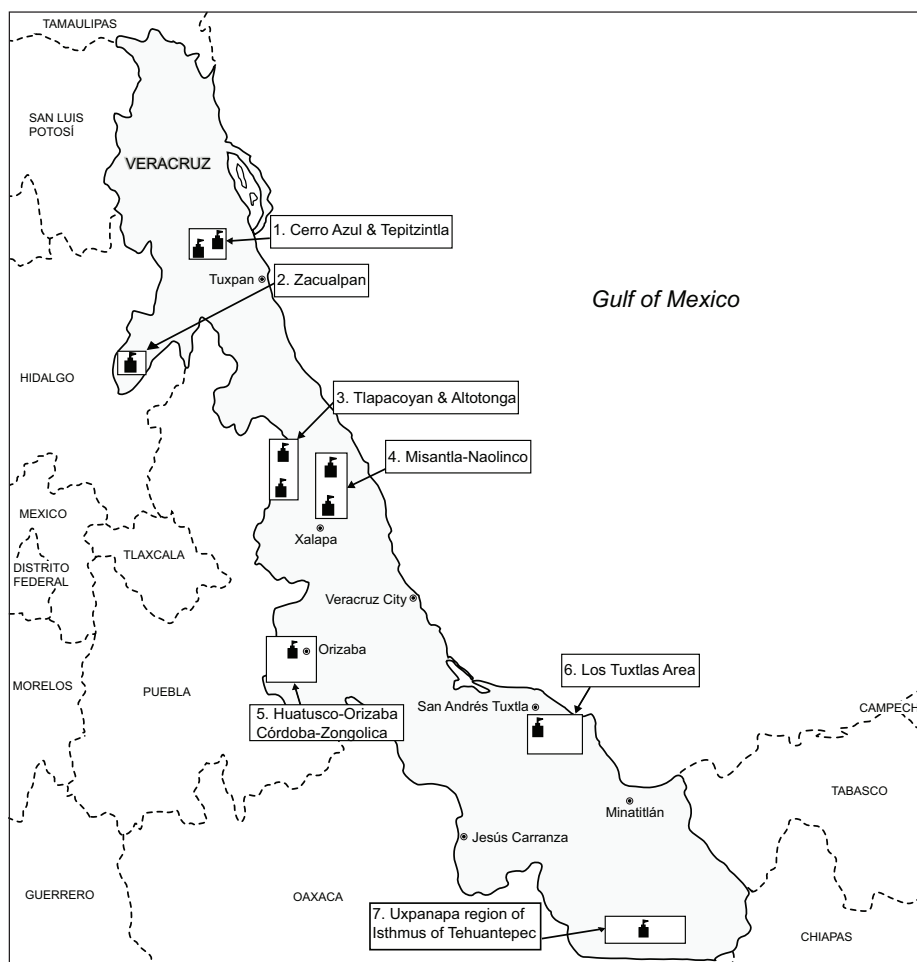 TAMAULIPAS
SAN LUIS
POTOSÍ
VERACRUZ
1. Cerro Azul & Tepitzintla
Tuxpan
2. Zacualpan
Gulf of Mexico
HIDALGO
3. Tlapacoyan & Altotonga
4. Misantla-Naolinco
MEXICO
Xalapa
TLAXCALA
DISTRITO
FEDERAL
Veracruz City
Orizaba
6. Los Tuxtlas Area
MORELOS
PUEBLA
San Andrés Tuxtla
CAMPECH
5. Huatusco-Orizaba
Córdoba-Zongolica
TABASCO
Minatitlán
Jesús Carranza
GUERRERO
OAXACA
7. Uxpanapa region of
Isthmus of Tehuantepec
CHIAPAS